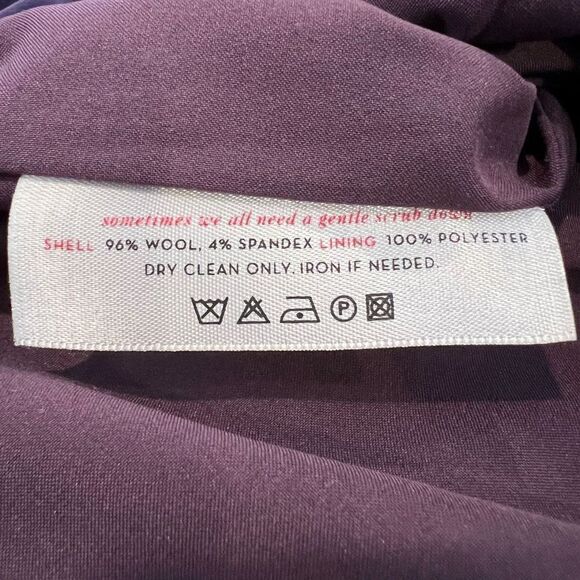 sometimes we all need a gentle scrub down
SHELL 96% WOOL, 4% SPANDEX LINING 100% POLYESTER
DRY CLEAN ONLY. IRON IF NEEDED.
P